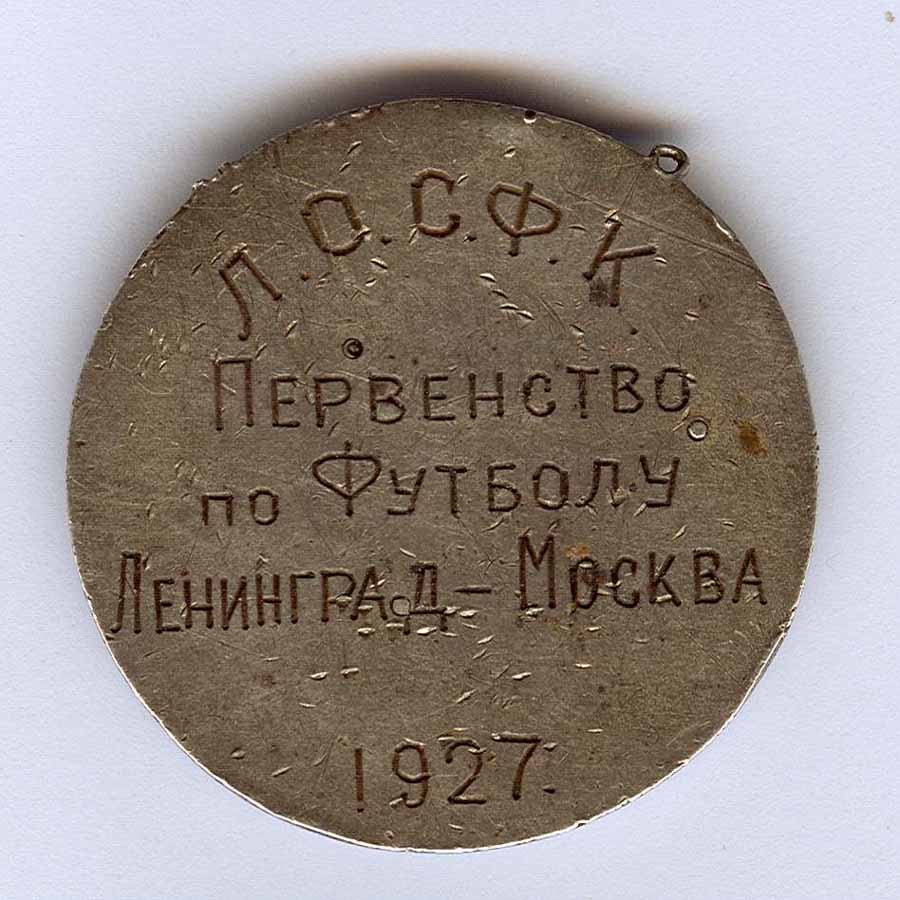 Л.О.С.Ф.К
Первенство
по Футболу
Ленинград – Москва
1927.